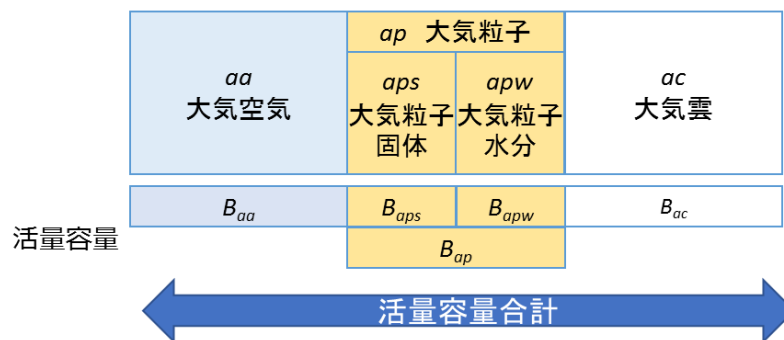 ap 大気粒子
aa
大気空気
aps
大気粒子
固体
apw
大気粒子
水分
ac
大気雲
活量容量
Baa
Baps
Bapw
Bac
Bap
活量容量合計